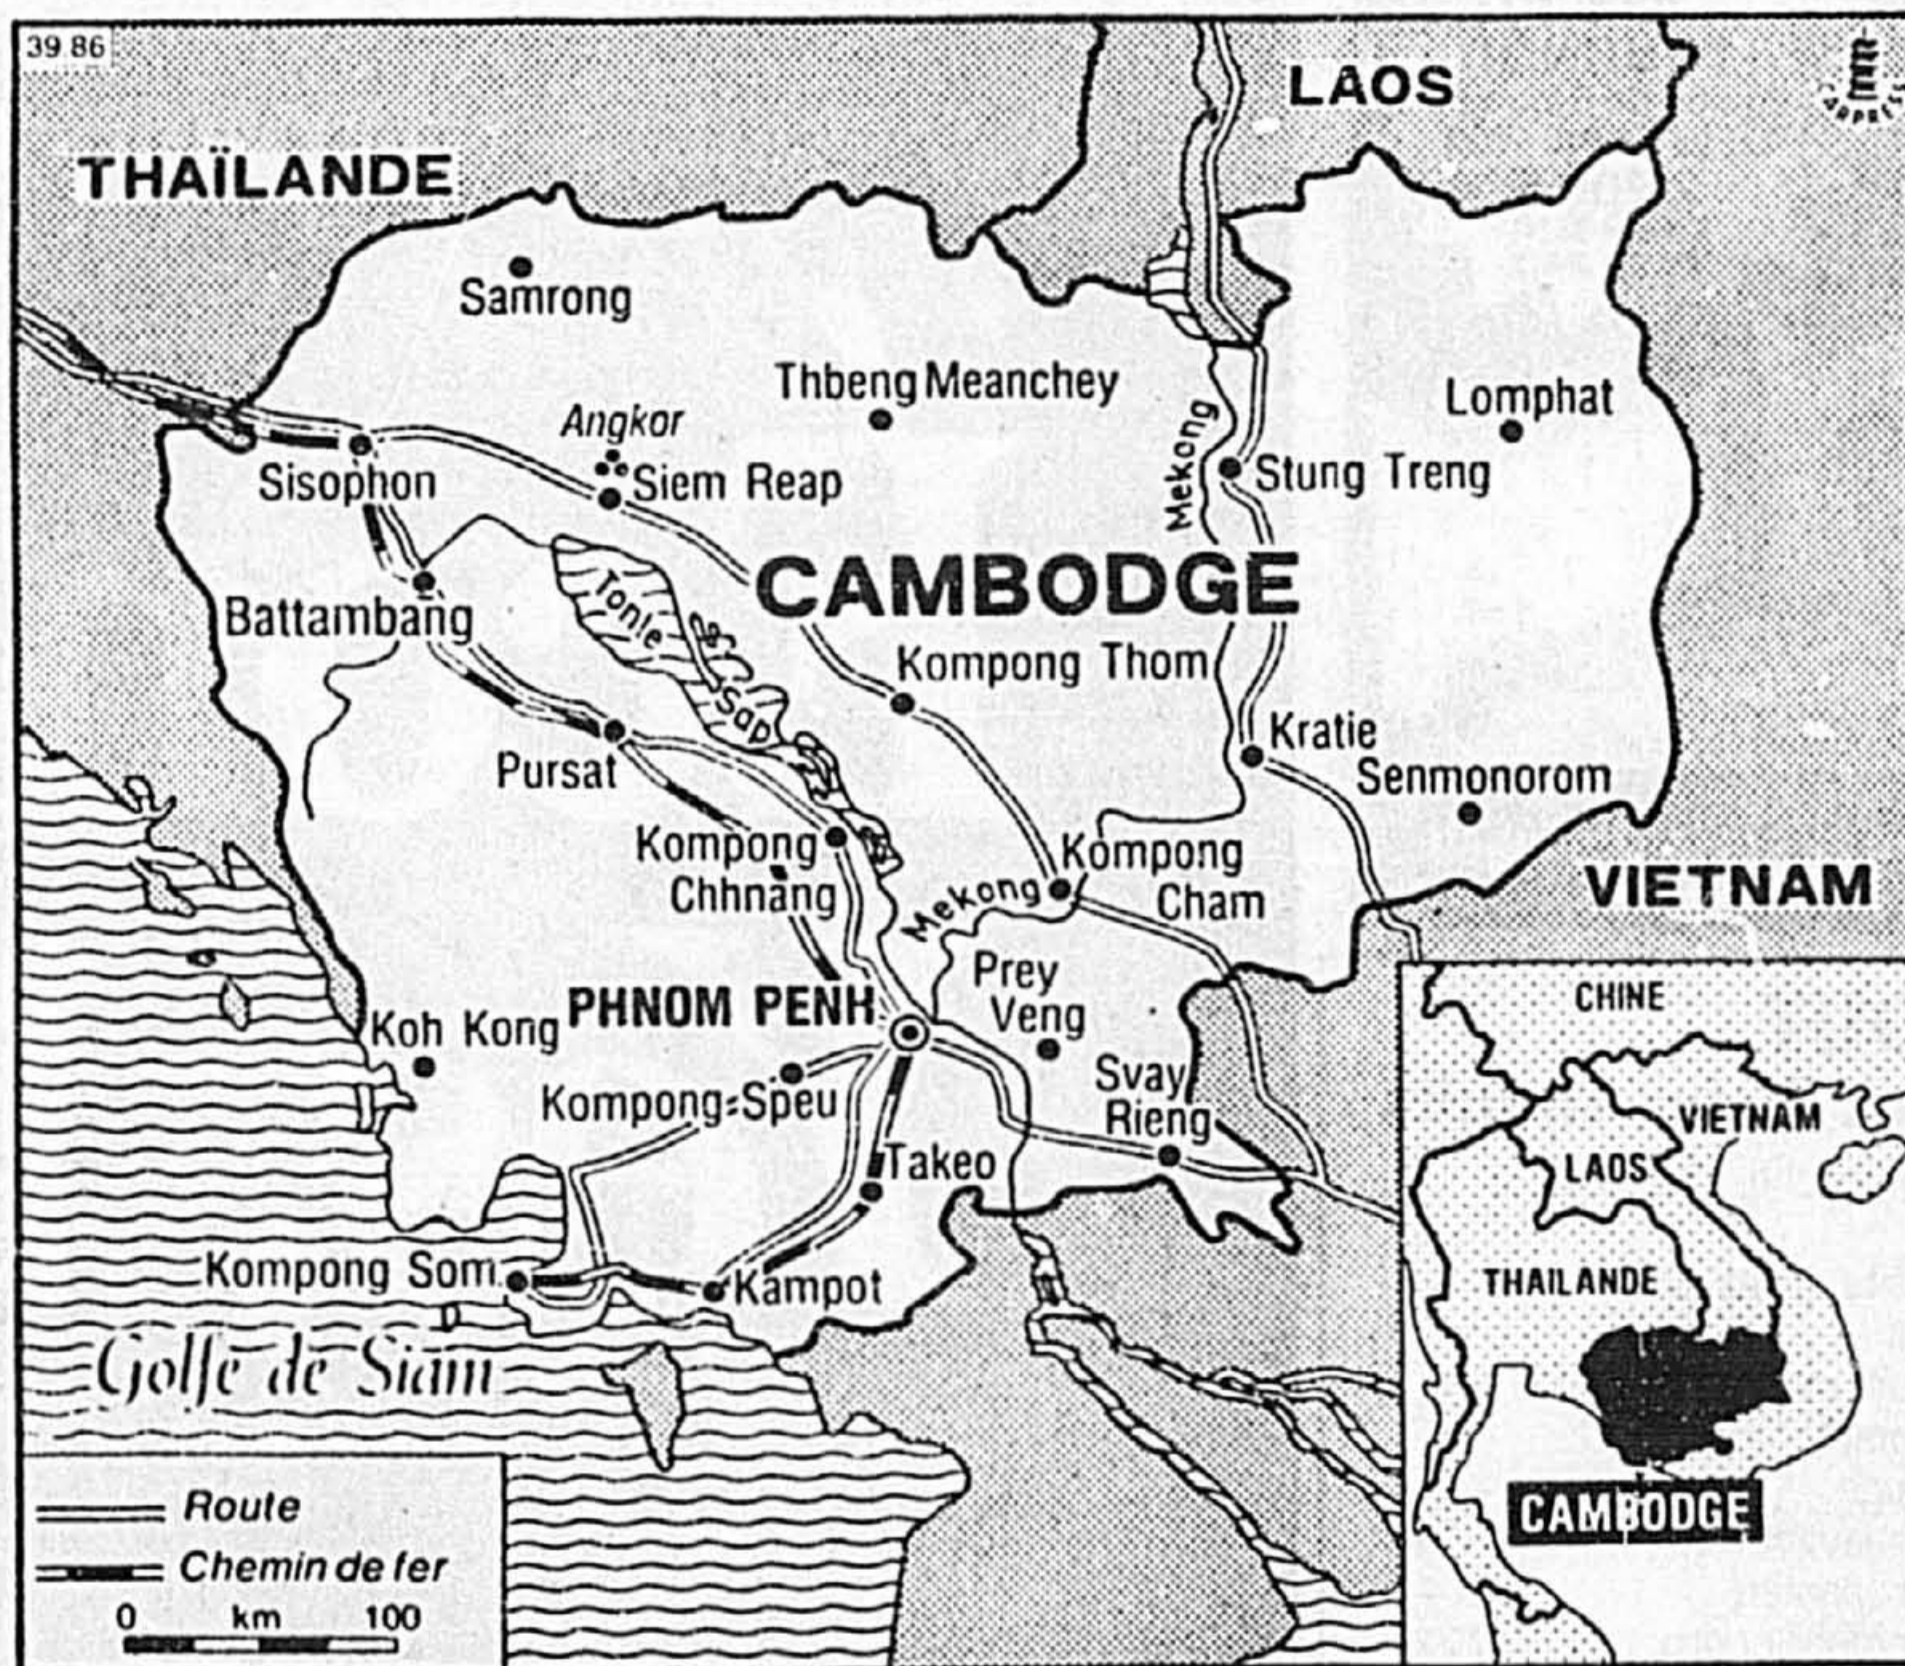 39 86
LAOS
CARPRESS
THAÏLANDE
Samrong
Thbeng Meanchey
Lomphat
Angkor
Mekong
Sisophon
Siem Reap
Stung Treng
CAMBODGE
Tonle
Battambang
Kompong Thom
Sap
Kratie
Pursat
Senmonorom
Kompong
Chhnang
Kompong
Cham
VIETNAM
Mekong
Prey
Veng
CHINE
PHNOM PENH
Koh Kong
Svay
Rieng
Kompong-Speu
VIETNAM
LAOS
Takeo
Kompong Som
Kampot
THAILANDE
Golfe de Siam
Route
CAMBODGE
Chemin de fer
0 km 100